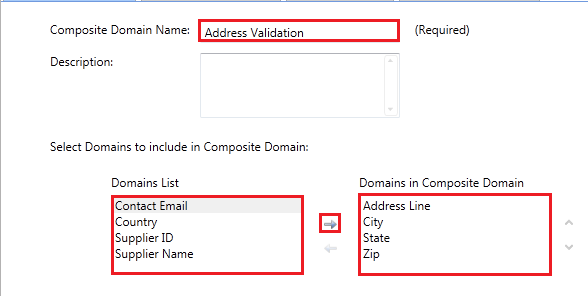 Composite Domain Name: Address Validation (Required)
Description:
Select Domains to include in Composite Domain:
Domains List
Contact Email
Country
Supplier ID
Supplier Name
Domains in Composite Domain
Address Line
City
State
Zip